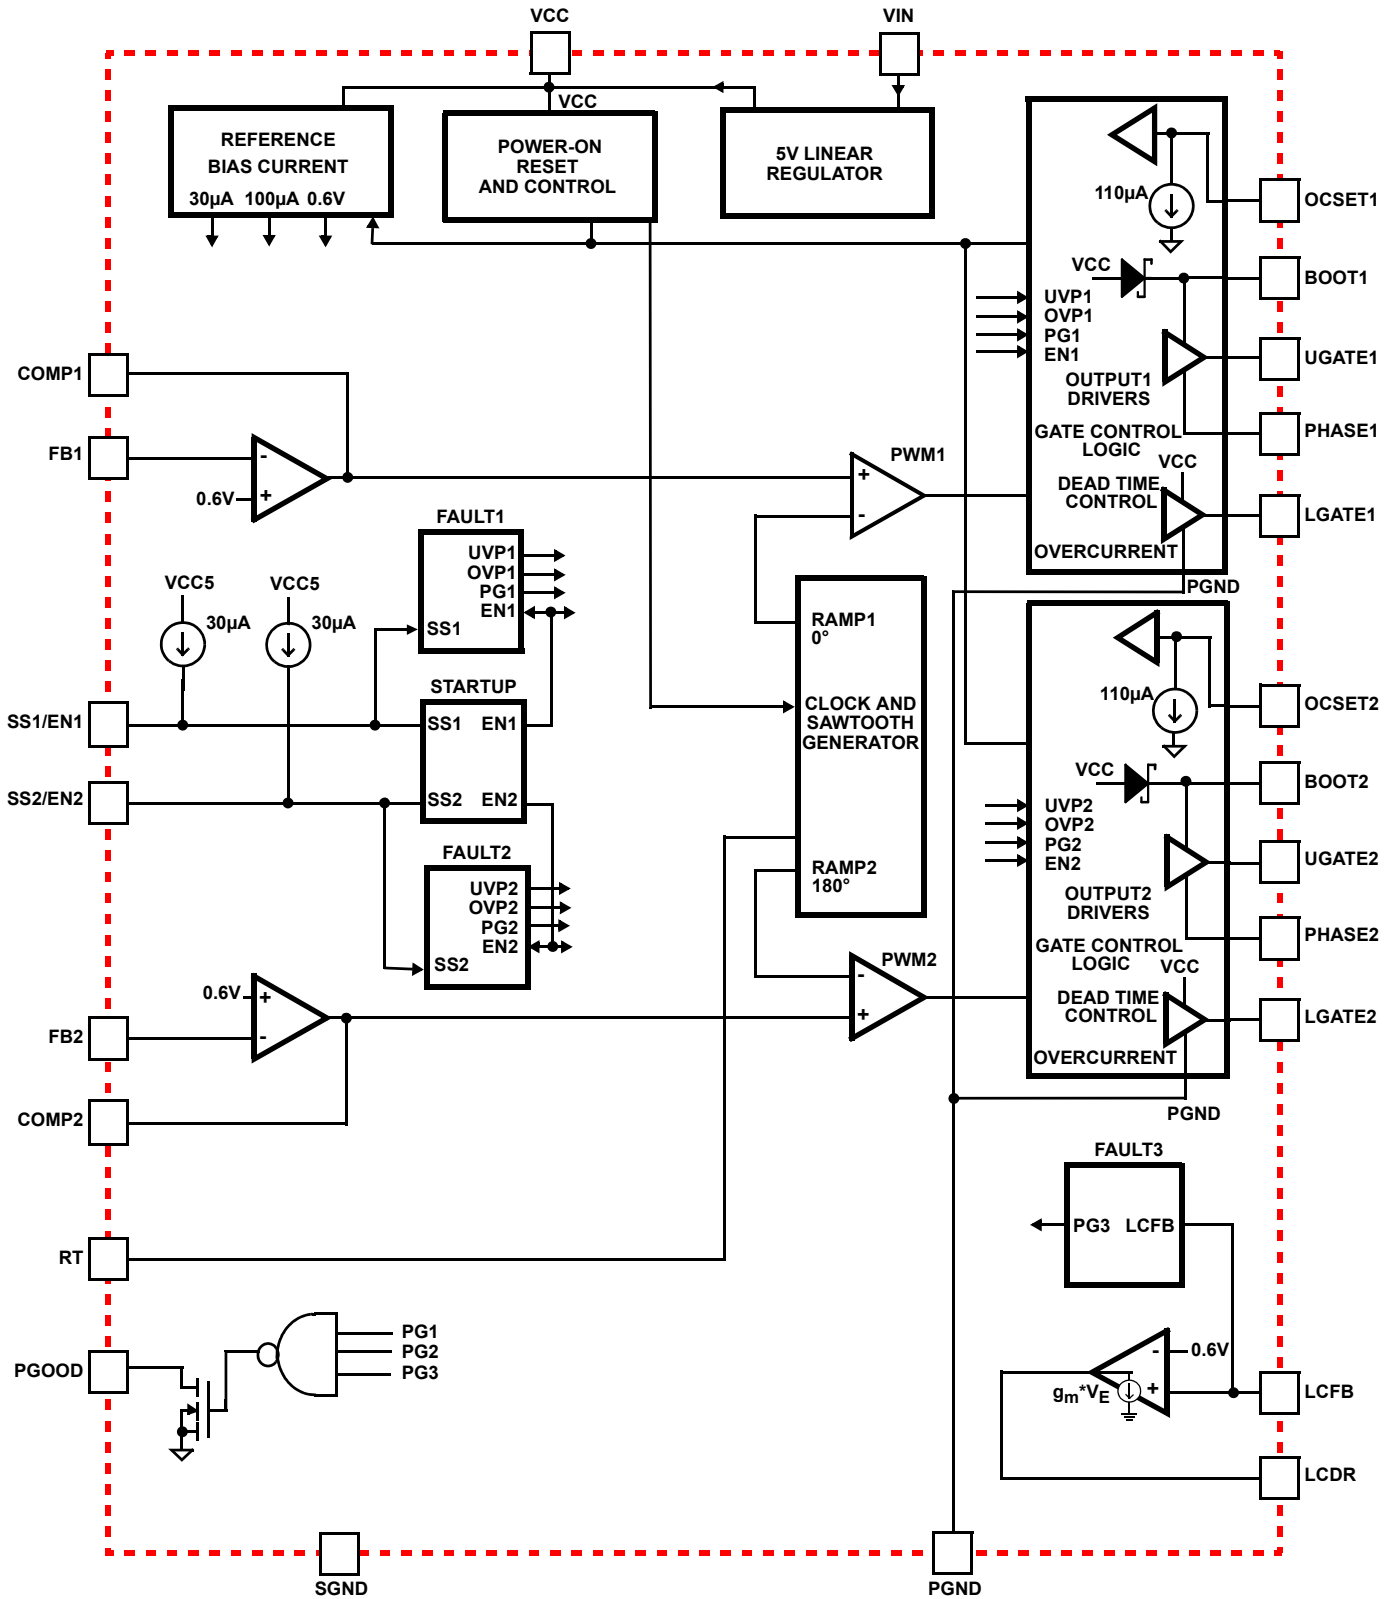 VCC
VIN
REFERENCE
BIAS CURRENT
30µA 100µA 0.6V
VCC
POWER-ON
RESET
AND CONTROL
5V LINEAR
REGULATOR
110µA
OCSET1
VCC
BOOT1
UVP1
OVP1
PG1
EN1
UGATE1
OUTPUT1
DRIVERS
PHASE1
GATE CONTROL
LOGIC
VCC
DEAD TIME
CONTROL
LGATE1
OVERCURRENT
PGND
COMP1
FB1
-
+
0.6V
PWM1
+
-
FAULT1
UVP1
OVP1
PG1
EN1
SS1
VCC5
30µA
VCC5
30µA
STARTUP
SS1 EN1
SS2 EN2
SS1/EN1
SS2/EN2
FAULT2
UVP2
OVP2
PG2
EN2
SS2
RAMP1
0°
CLOCK AND
SAWTOOTH
GENERATOR
RAMP2
180°
110µA
OCSET2
VCC
BOOT2
UVP2
OVP2
PG2
EN2
UGATE2
OUTPUT2
DRIVERS
PHASE2
GATE CONTROL
LOGIC
VCC
DEAD TIME
CONTROL
LGATE2
OVERCURRENT
PGND
PWM2
-
+
0.6V
+
-
FB2
COMP2
FAULT3
PG3 LCFB
RT
PGOOD
PG1
PG2
PG3
-
0.6V
+
gm*VE
LCFB
LCDR
SGND
PGND